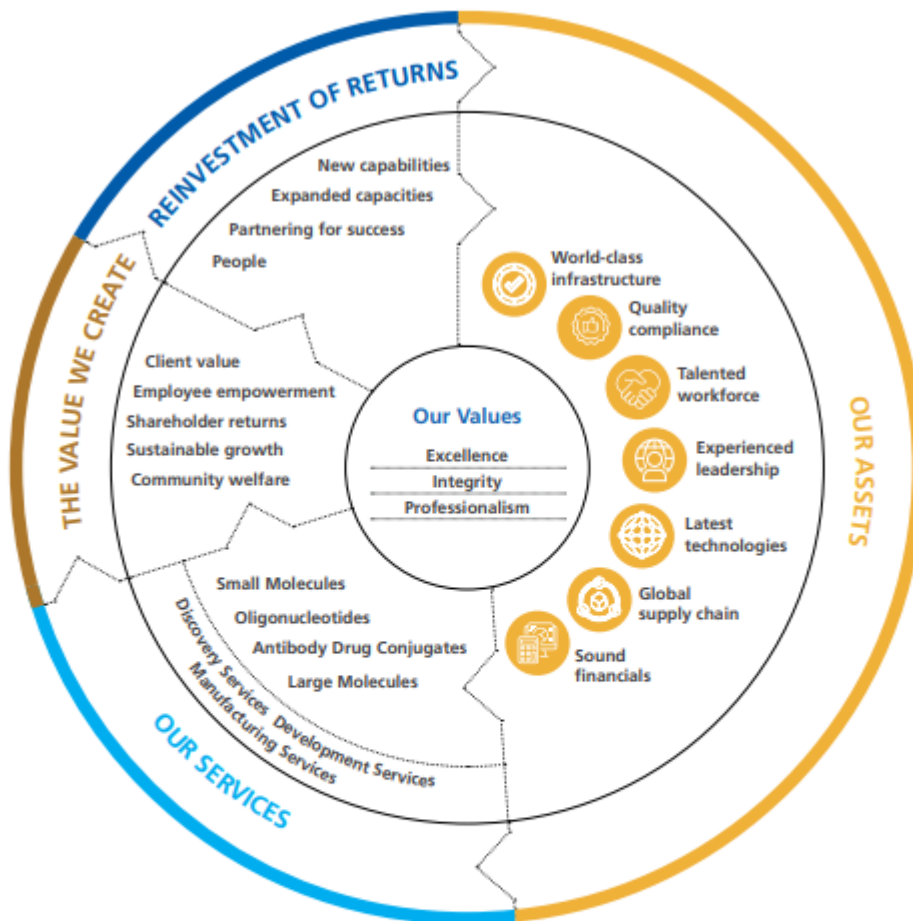 REINVESTMENT OF RETURNS
New capabilities
Expanded capacities
Partnering for success
People
THE VALUE WE CREATE
Client value
Employee empowerment
Shareholder returns
Sustainable growth
Community welfare
Our Values
Excellence
Integrity
Professionalism
World-class
infrastructure
Quality
compliance
Talented
workforce
Experienced
leadership
Latest
technologies
Global
supply chain
Sound
financials
OUR ASSETS
Small Molecules
Oligonucleotides
Antibody Drug Conjugates
Large Molecules
Discovery Services
Development Services
Manufacturing Services
OUR SERVICES